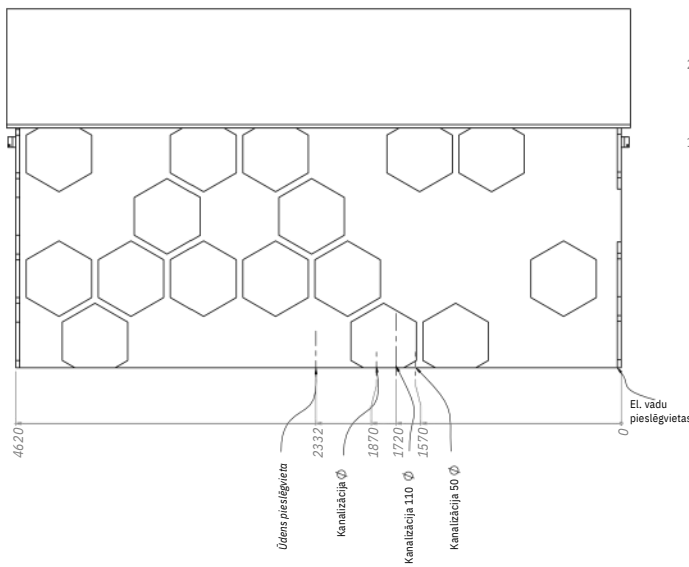 El. vadu
pieslēgvietas
4620
2332
1870
1720
1570
0
Ūdens pieslēgvieta
Kanalizācija Ø
Kanalizācija 110 Ø
Kanalizācija 50 Ø